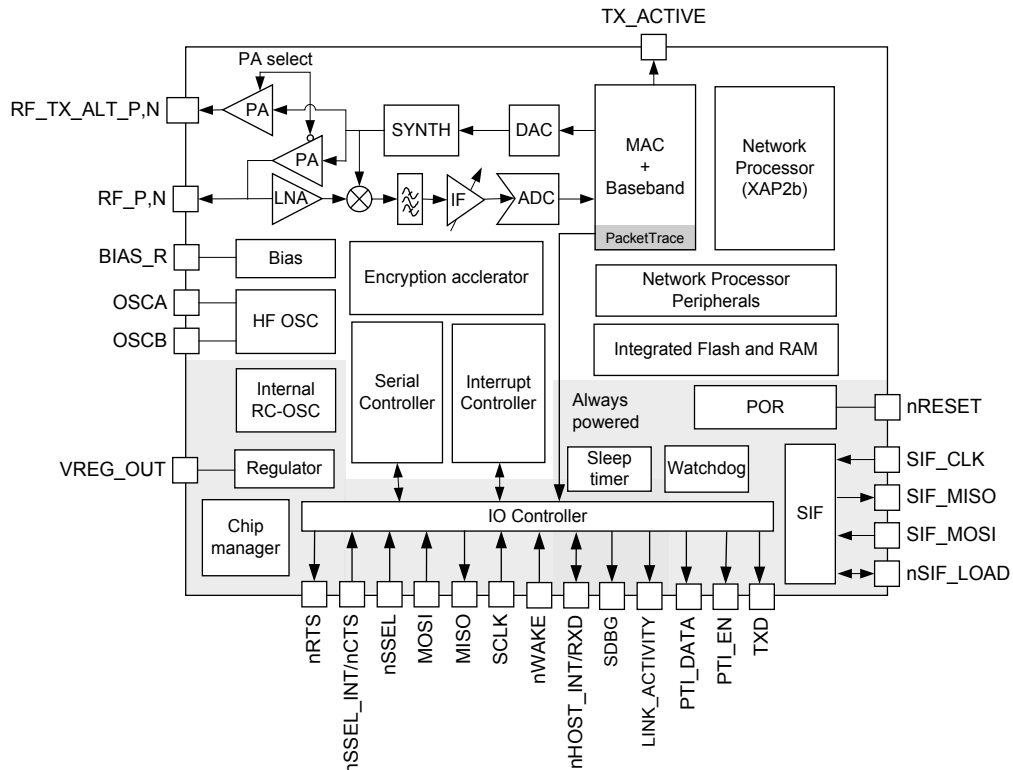 TX_ACTIVE
PA select
RF_TX_ALT_P,N
PA
SYNTH
DAC
MAC
+
Baseband
Network
Processor
(XAP2b)
PA
RF_P,N
LNA
IF
ADC
PacketTrace
BIAS_R
Bias
Encryption acclerator
Network Processor
Peripherals
OSCA
HF OSC
OSCB
Integrated Flash and RAM
Serial
Controller
Interrupt
Controller
Internal
RC-OSC
Always
powered
POR
nRESET
VREG_OUT
Regulator
Sleep
timer
Watchdog
SIF_CLK
SIF
SIF_MISO
Chip
manager
IO Controller
SIF_MOSI
nSIF_LOAD
nRTS
nSSEL_INT/nCTS
nSSEL
MOSI
MISO
SCLK
nWAKE
nHOST_INT/RXD
SDBG
LINK_ACTIVITY
PTI_DATA
PTI_EN
TXD